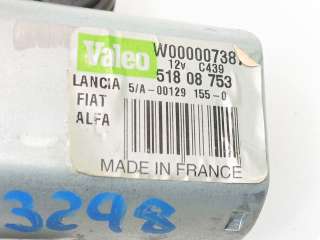 Valeo W00000738
12v C439
518 08 753
LANCIA 5/A-00129 155-0
FIAT
ALFA
MADE IN FRANCE
3298